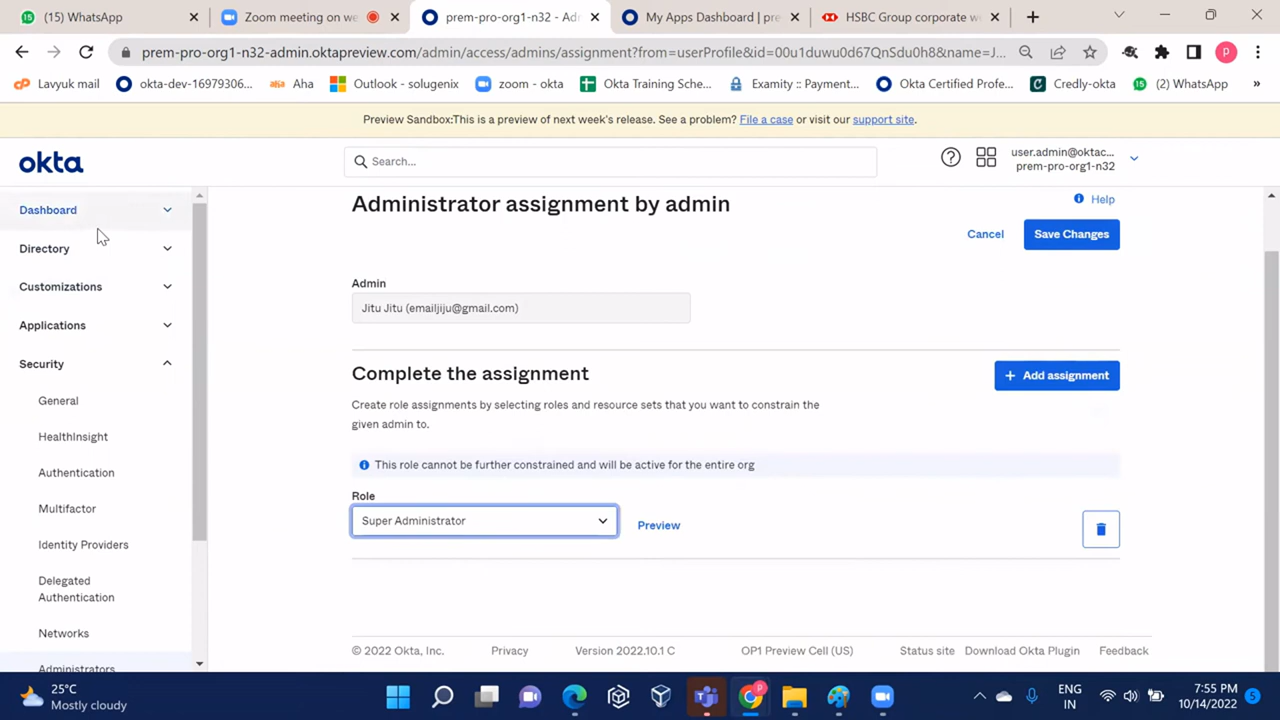 (15) WhatsApp
Zoom meeting on we
prem-pro-org1-n32 - Adm
My Apps Dashboard | pre
HSBC Group corporate we
prem-pro-org1-n32-admin.oktapreview.com/admin/access/admins/assignment?from=userProfile&id=00u1duwu0d67QnSdu0h8&name=J...
P
Lavyuk mail
okta-dev-16979306...
Aha
Outlook - solugenix
zoom - okta
Okta Training Sche...
Examity :: Payment...
Okta Certified Profe...
Credly-okta
(2) WhatsApp
»
Preview Sandbox:This is a preview of next week's release. See a problem? File a case or visit our support site.
okta
Search...
user.admin@oktac...
prem-pro-org1-n32
Dashboard
Directory
Customizations
Applications
Security
General
HealthInsight
Authentication
Multifactor
Identity Providers
Delegated
Authentication
Networks
Administrators
Administrator assignment by admin
Help
Cancel
Save Changes
Admin
Jitu Jitu (emailjiju@gmail.com)
Complete the assignment
+ Add assignment
Create role assignments by selecting roles and resource sets that you want to constrain the
given admin to.
This role cannot be further constrained and will be active for the entire org
Role
Super Administrator
Preview
© 2022 Okta, Inc.
Privacy
Version 2022.10.1 C
OP1 Preview Cell (US)
Status site
Download Okta Plugin
Feedback
25°C
Mostly cloudy
ENG
IN
7:55 PM
10/14/2022
5